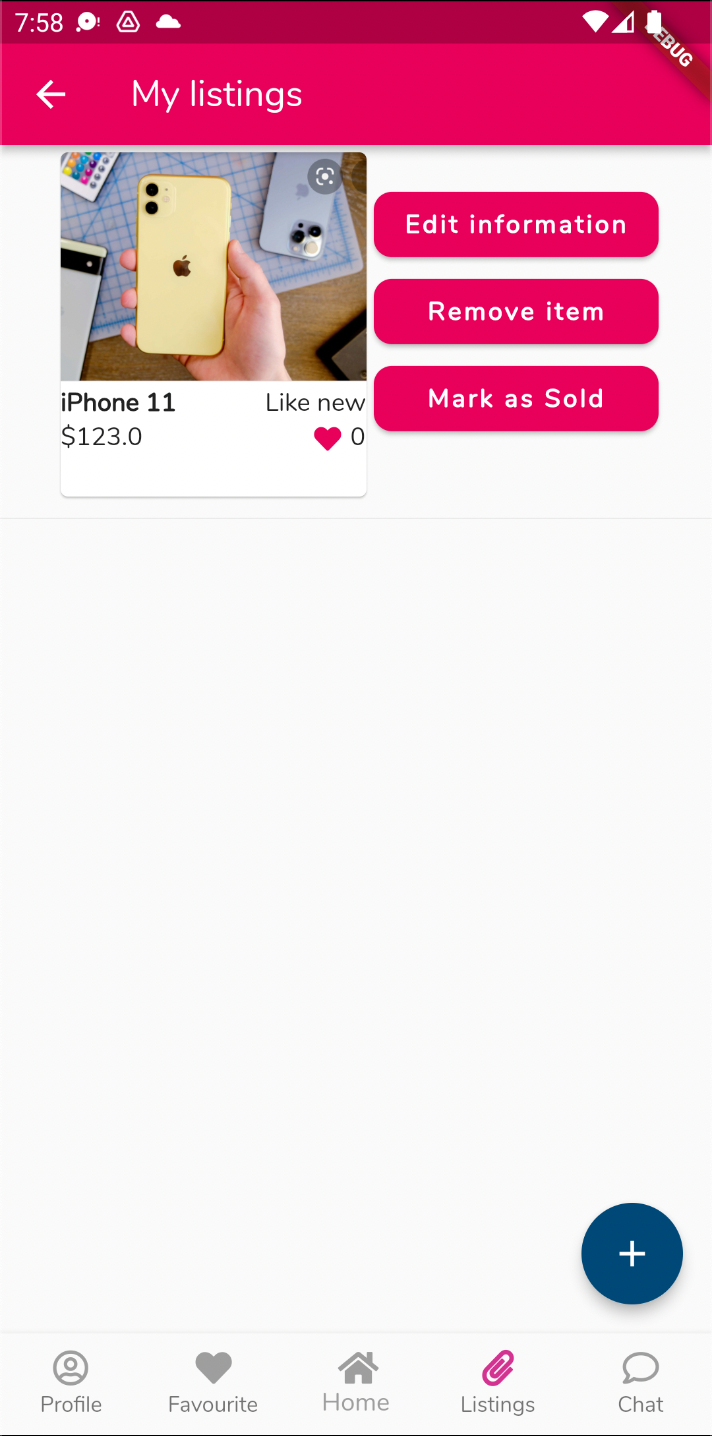 7:58
DEBUG
My listings
Edit information
Remove item
Mark as Sold
iPhone 11 Like new
$123.0 0
Profile Favourite Home Listings Chat